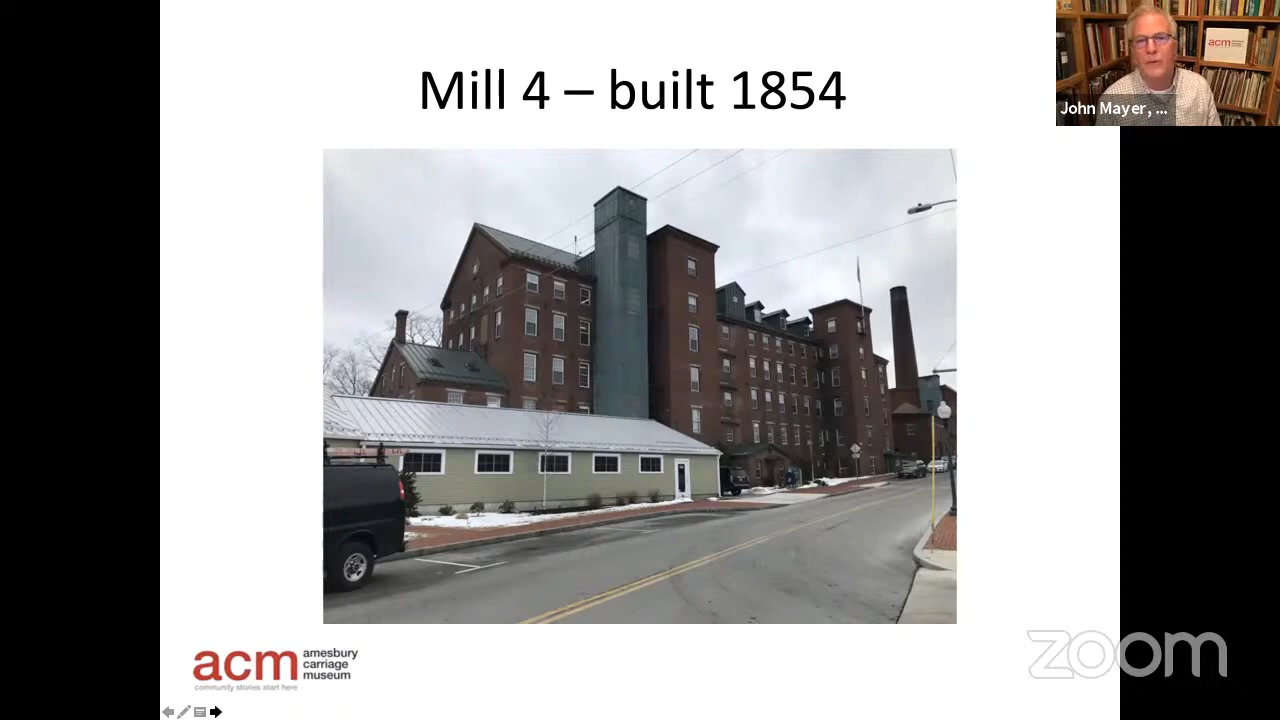 Mill 4 – built 1854
acm
John Mayer, ...
acm
amesbury
carriage
museum
community stories start here
zoom